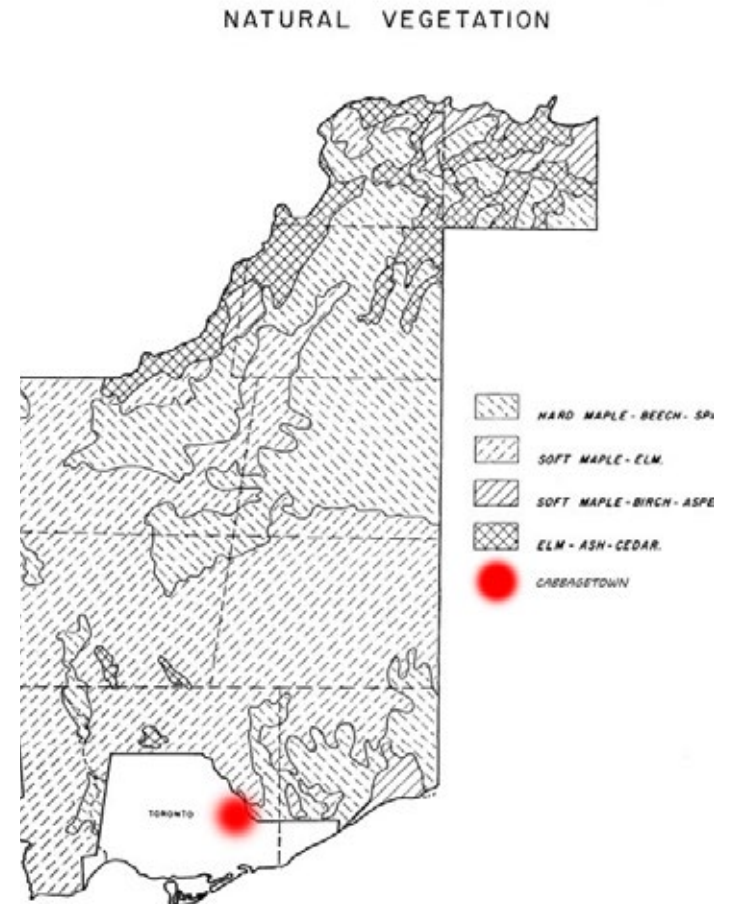 NATURAL VEGETATION
HARD MAPLE - BEECH - SP
SOFT MAPLE - ELM.
SOFT MAPLE - BIRCH - ASPE
ELM - ASH - CEDAR.
CABBAGETOWN
TORONTO